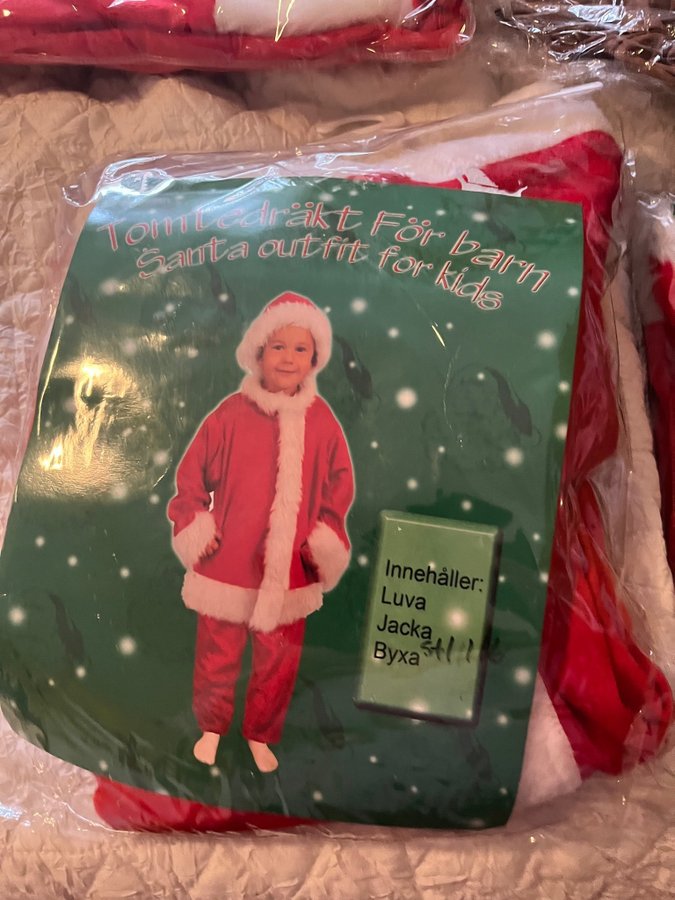 Tomtedräkt För barn
Santa outfit for kids
Innehåller:
Luva
Jacka
Byxa